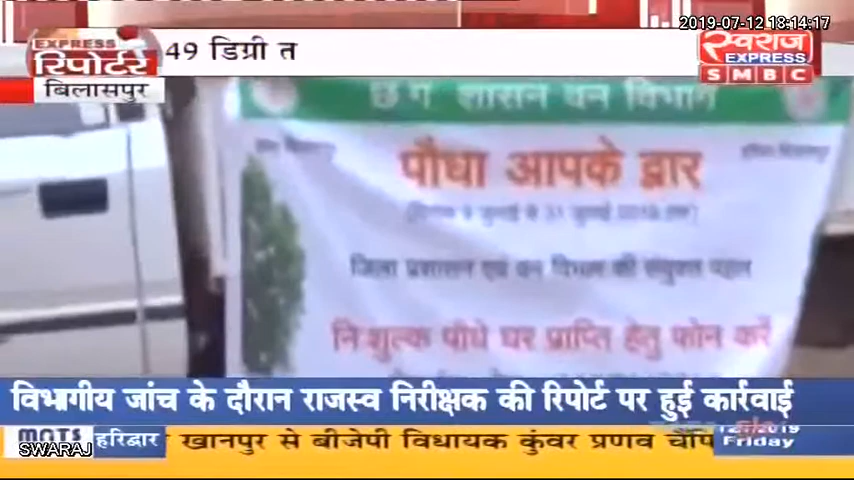 2019-07-12 18:14:17
EXPRESS
रिपोर्टर
बिलासपुर
49 डिग्री त
स्वराज
EXPRESS
SMBC
छ ग शासन वन विभाग
पौधा आपके द्वार
जिला प्रशासन एवं वन विभाग की संयुक्त पहल
निःशुल्क पौधे घर प्राप्ति हेतु फोन करें
विभागीय जांच के दौरान राजस्व निरीक्षक की रिपोर्ट पर हुई कार्रवाई
SWARAJ
हरिद्वार
खानपुर से बीजेपी विधायक कुंवर प्रणव चैंपि
Friday